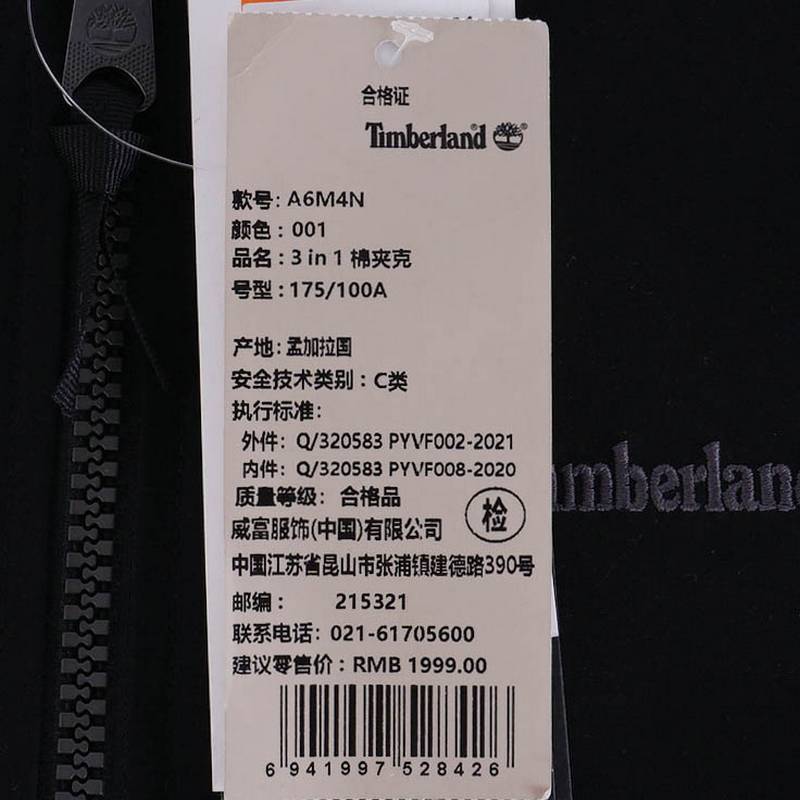 合格证
Timberland
款号: A6M4N
颜色: 001
品名: 3 in 1 棉夹克
号型: 175/100A
产地: 孟加拉国
安全技术类别: C类
执行标准:
外件: Q/320583 PYVF002-2021
内件: Q/320583 PYVF008-2020
质量等级: 合格品
检
威富服饰(中国)有限公司
中国江苏省昆山市张浦镇建德路390号
邮编: 215321
联系电话: 021-61705600
建议零售价: RMB 1999.00
6 941997 528426
mberlan